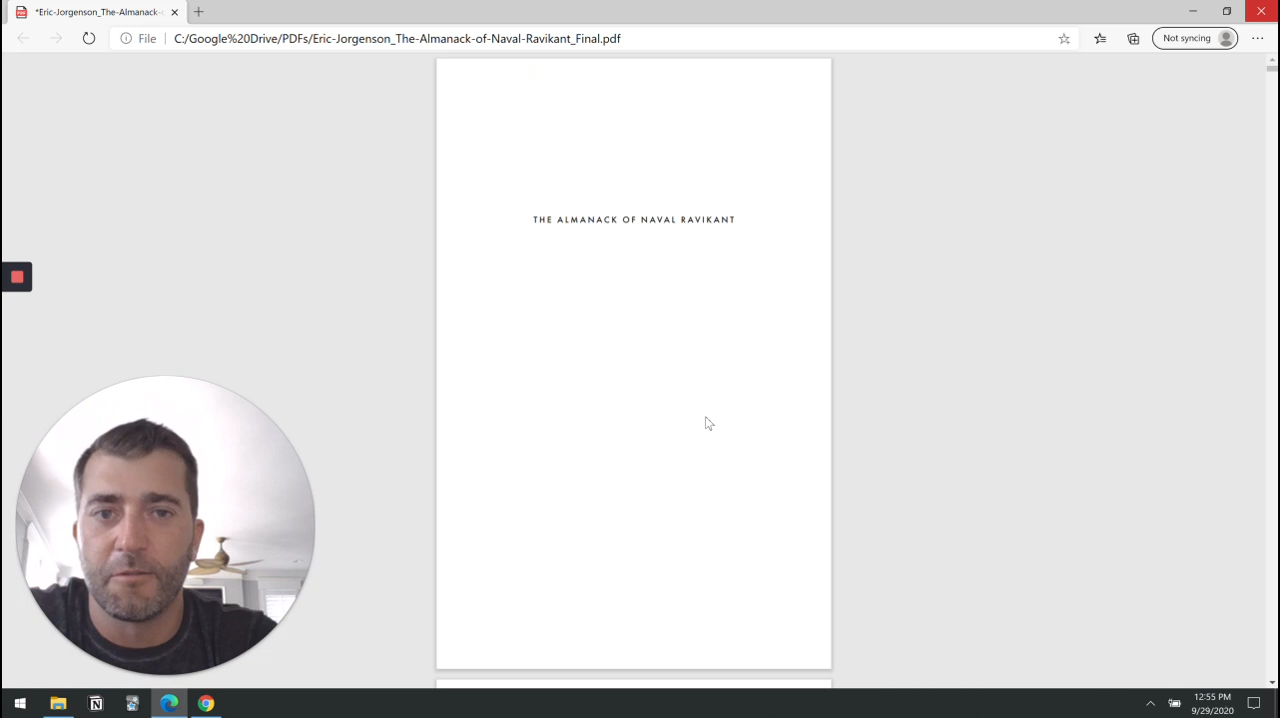 *Eric-Jorgenson_The-Almanack-c
File
C:/Google%20Drive/PDFs/Eric-Jorgenson_The-Almanack-of-Naval-Ravikant_Final.pdf
Not syncing
THE ALMANACK OF NAVAL RAVIKANT
12:55 PM
9/29/2020